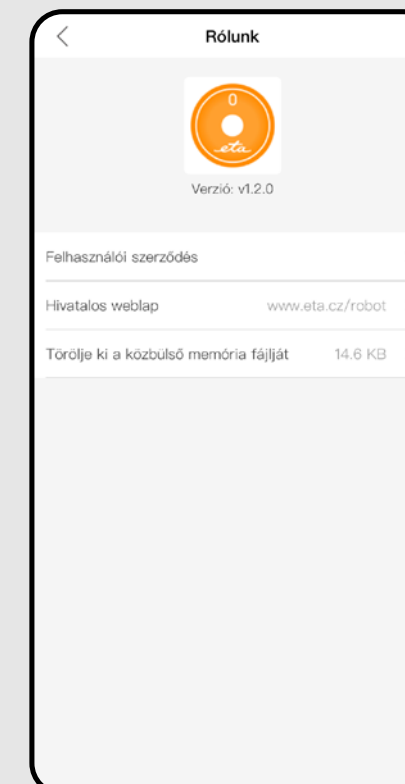 Rólunk
0
eta
Verzió: v1.2.0
Felhasználói szerződés
Hivatalos weblap www.eta.cz/robot
Törölje ki a közbülső memória fájlját 14.6 KB